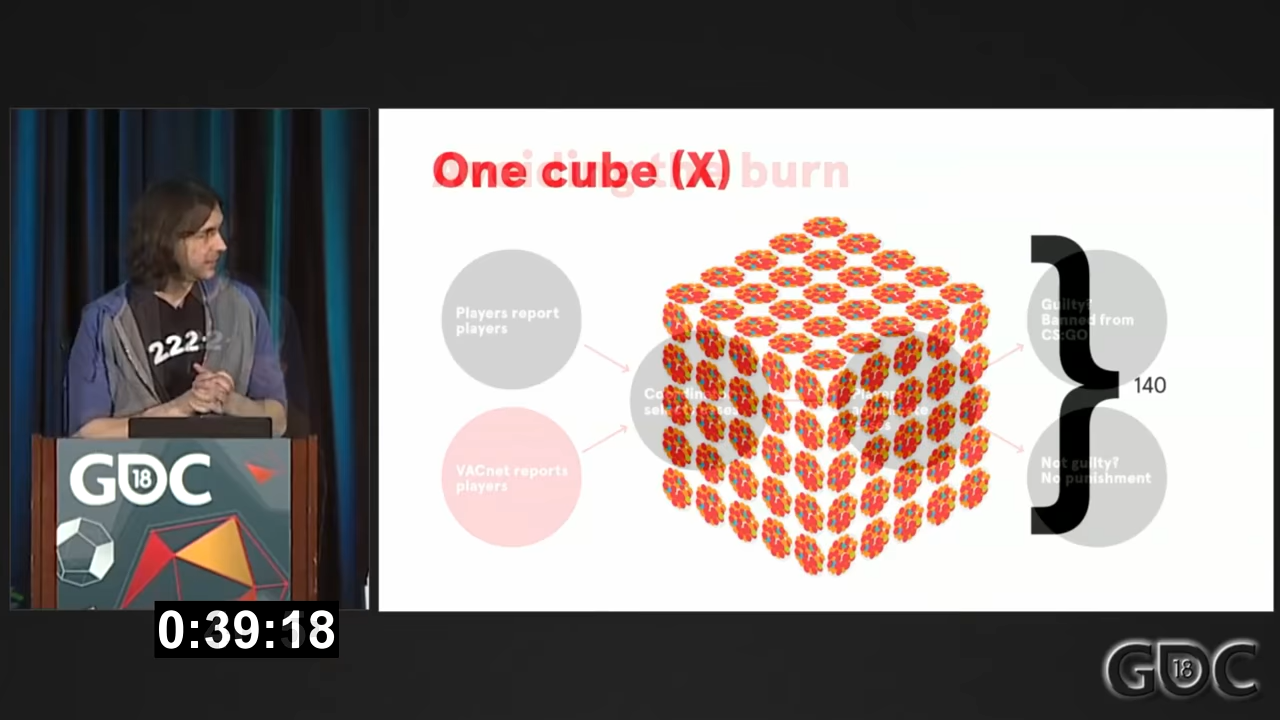 One cube (X)
burn
Players report
players
VACnet reports
players
Guilty?
Banned from
CS:GO
Not guilty?
No punishment
140
222
GDC
18
0:39:18
GDC
18